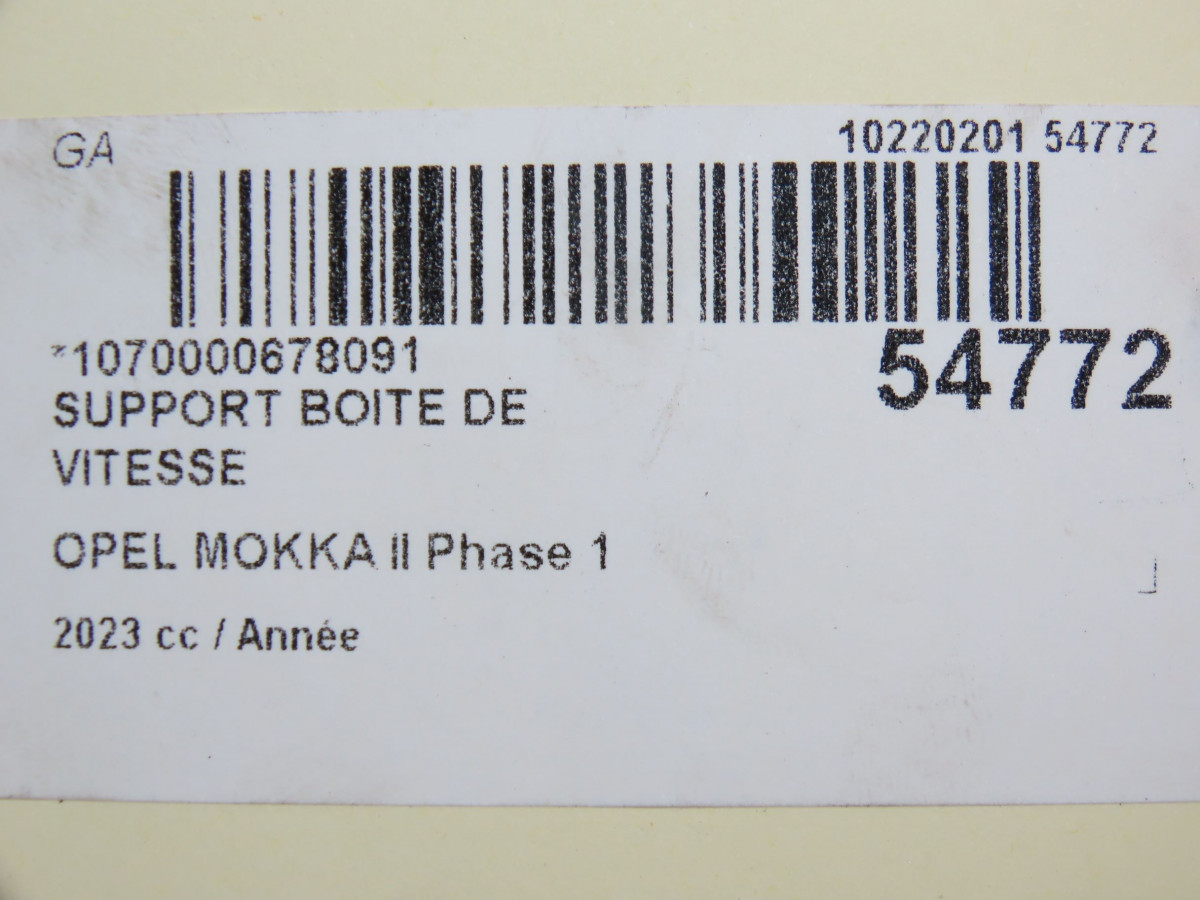 GA
10220201 54772
*1070000678091
54772
SUPPORT BOITE DE
VITESSE
OPEL MOKKA II Phase 1
2023 cc / Année